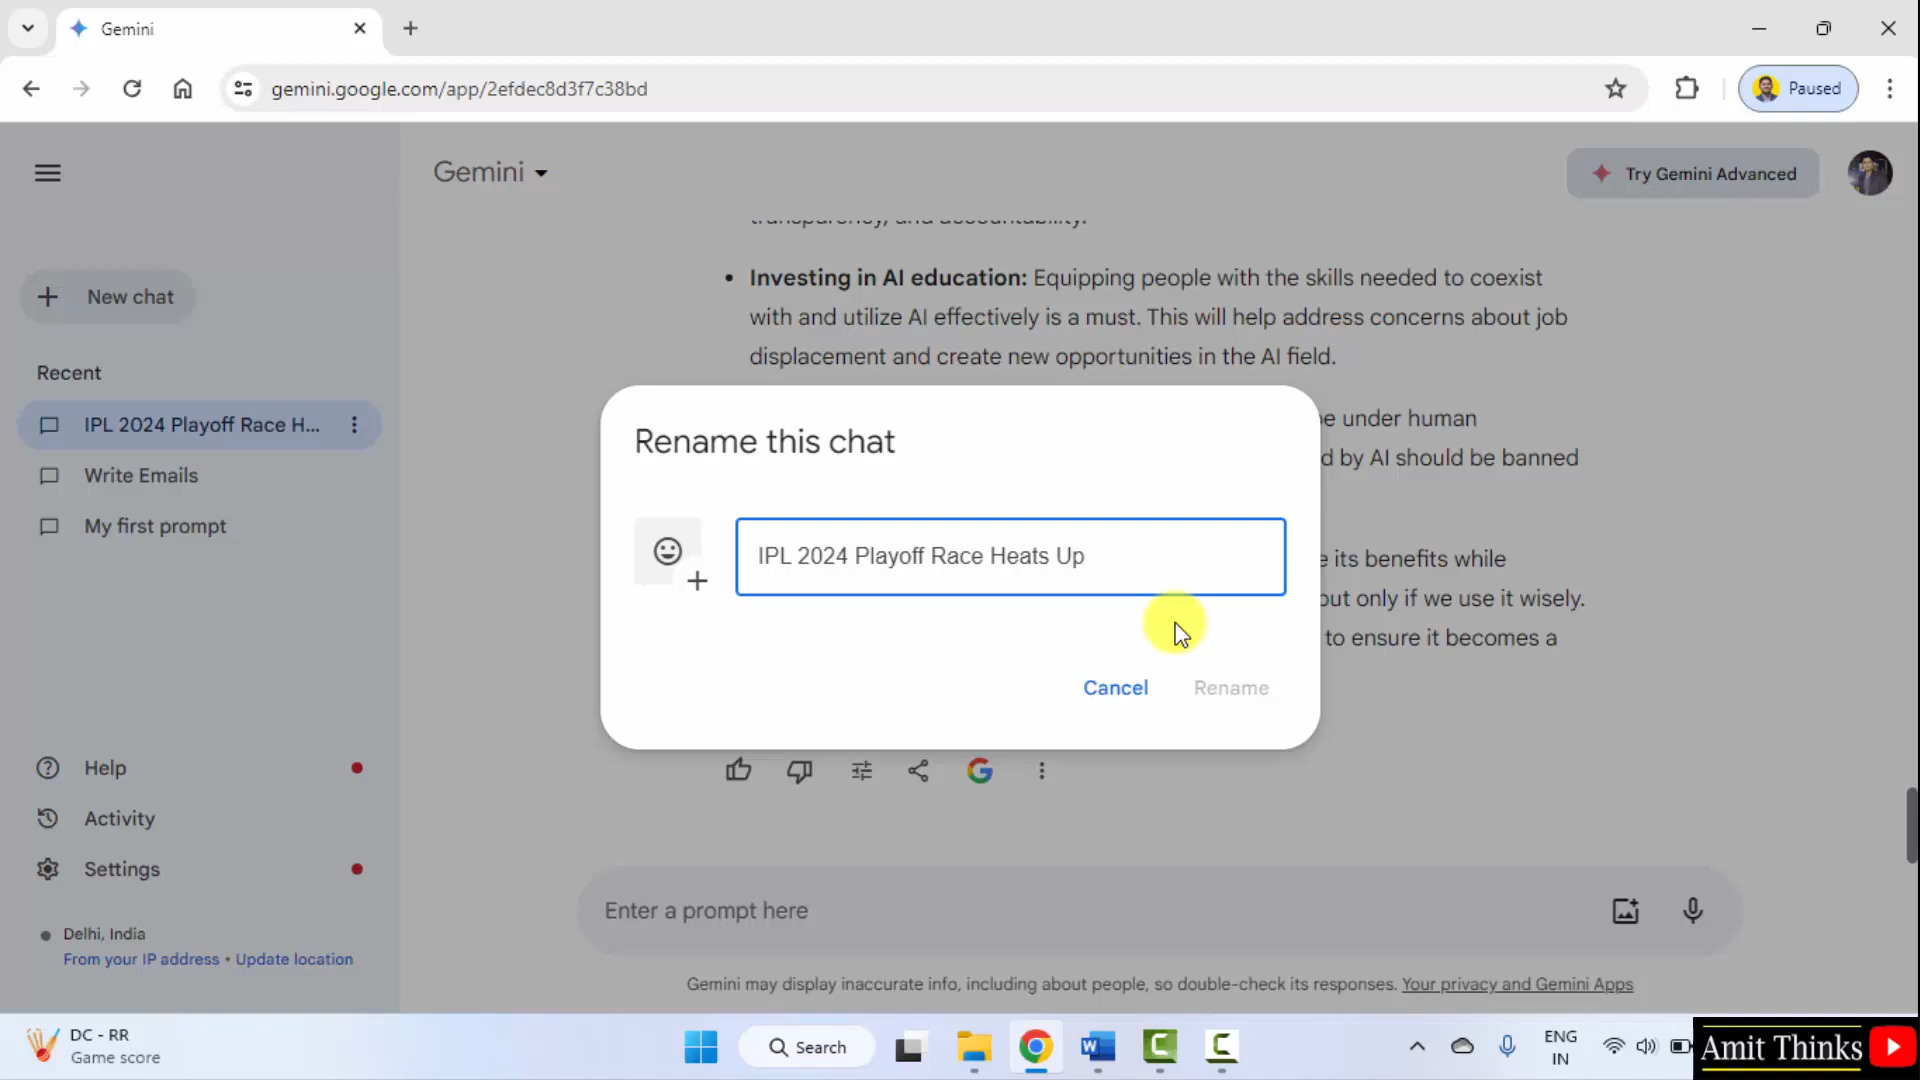 Gemini
gemini.google.com/app/2efdec8d3f7c38bd
Paused
Gemini
Try Gemini Advanced
New chat
Recent
IPL 2024 Playoff Race H...
Write Emails
My first prompt
Help
Activity
Settings
Delhi, India
From your IP address • Update location
transparency, and accountability.
• Investing in AI education: Equipping people with the skills needed to coexist
with and utilize AI effectively is a must. This will help address concerns about job
displacement and create new opportunities in the AI field.
be under human
d by AI should be banned
e its benefits while
but only if we use it wisely.
to ensure it becomes a
Rename this chat
IPL 2024 Playoff Race Heats Up
Cancel
Rename
Enter a prompt here
Gemini may display inaccurate info, including about people, so double-check its responses. Your privacy and Gemini Apps
DC - RR
Game score
Search
ENG
IN
Amit Thinks